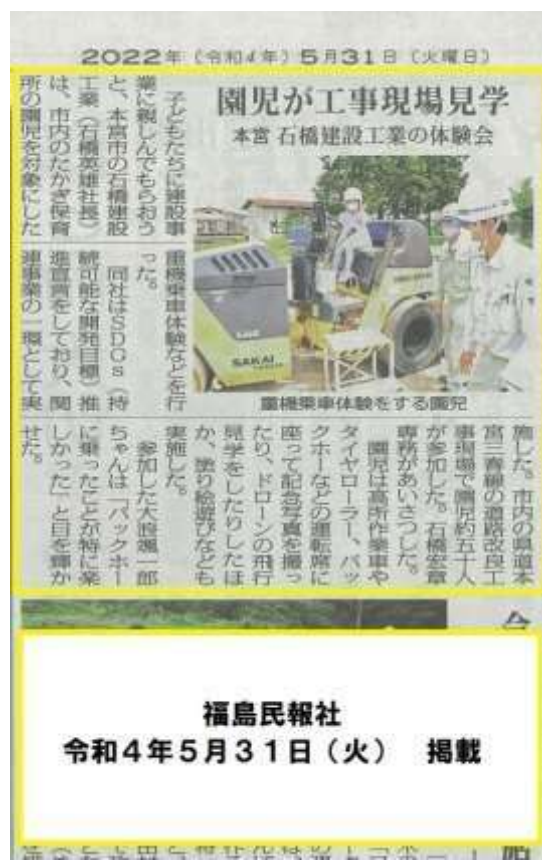 2022年(令和4年)5月31日(火曜日)
園児が工事現場見学
本宮 石橋建設工業の体験会
子どもたちに建設事
業に親しんでもらおう
と、本宮市の石橋建設
工業(石橋英雄社長)
は、市内のたかぎ保育
所の園児を対象にした
重機乗車体験などを行
った。
同社はSDGs(持
続可能な開発目標)推
進宣言をしており、関
連事業の一環として実
施した。市内の県道本
宮三春線の道路改良工
事現場で園児約五十人
が参加した。石橋宏章
専務があいさつした。
園児は高所作業車や
タイヤローラー、バッ
クホーなどの運転席に
座って記念写真を撮っ
たり、ドローンの飛行
見学をしたりしたほ
か、塗り絵遊びなども
実施した。
参加した大波颯一郎
ちゃんは「バックホー
に乗ったことが特に楽
しかった」と目を輝か
せた。
SAKAI
重機乗車体験をする園児
福島民報社
令和4年5月31日(火) 掲載